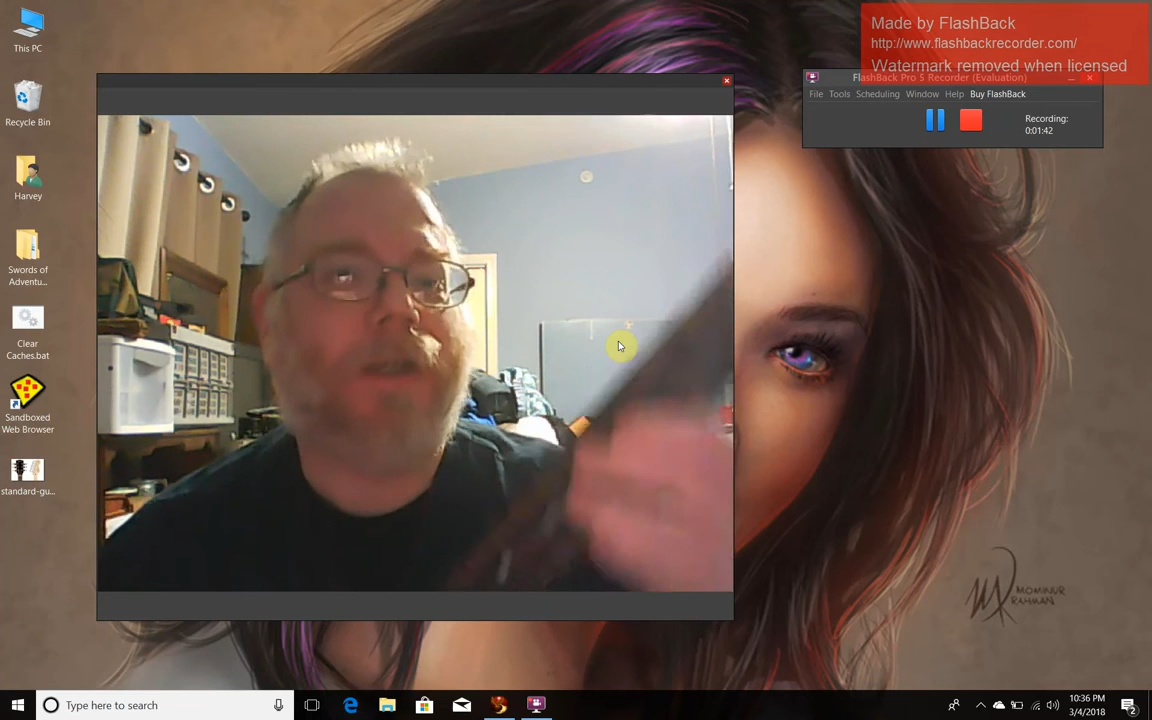 This PC
Recycle Bin
Harvey
Swords of
Adventu...
Clear
Caches.bat
Sandboxed
Web Browser
standard-gu...
Made by FlashBack
http://www.flashbackrecorder.com/
Watermark removed when licensed
FlashBack Pro 5 Recorder (Evaluation)
File Tools Scheduling Window Help Buy FlashBack
Recording:
0:01:42
MOMINUR
RAHMAN
Type here to search
10:36 PM
3/4/2018
2